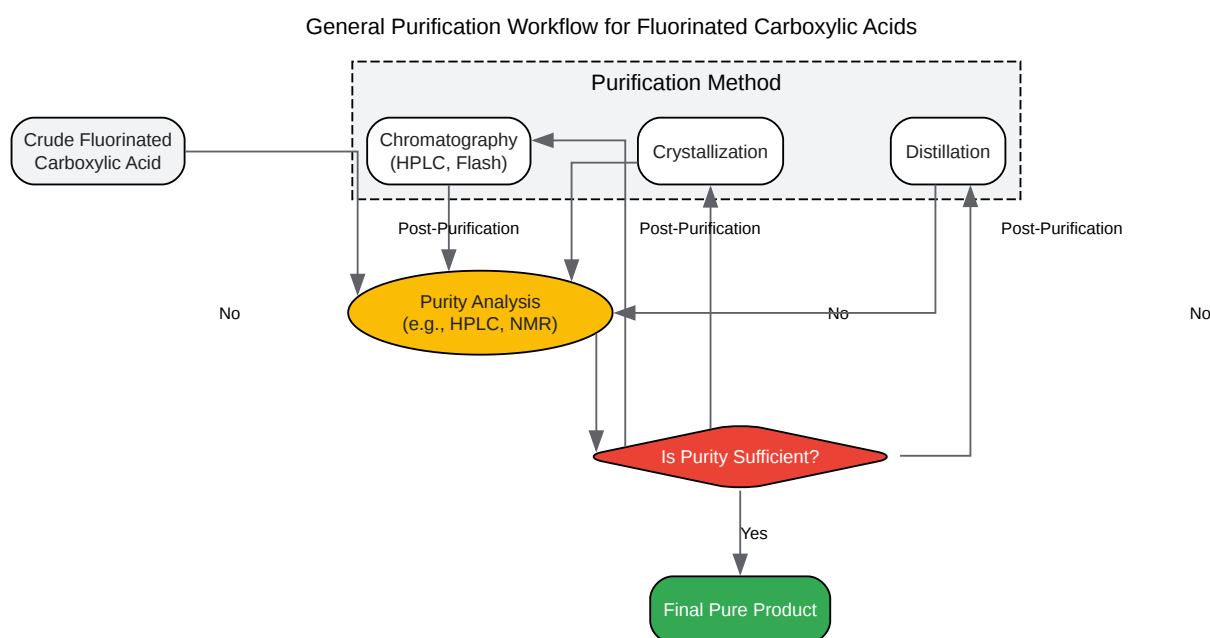 General Purification Workflow for Fluorinated Carboxylic Acids
Purification Method
Crude Fluorinated
Carboxylic Acid
Chromatography
(HPLC, Flash)
Crystallization
Distillation
Post-Purification
Post-Purification
Post-Purification
No
Purity Analysis
(e.g., HPLC, NMR)
No
No
Is Purity Sufficient?
Yes
Final Pure Product